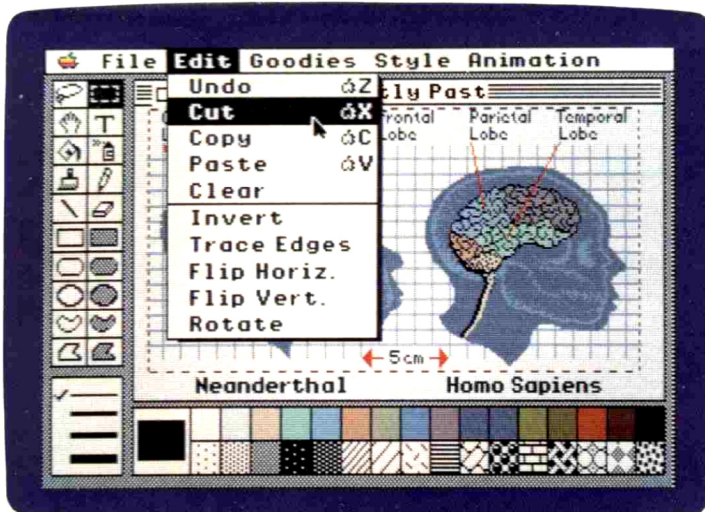 File Edit Goodies Style Animation
Undo Z
Cut X
Copy C
Paste V
Clear
Invert
Trace Edges
Flip Horiz.
Flip Vert.
Rotate
tly Past
T
rontal Lobe
Parietal Lobe
Temporal Lobe
5cm
Neanderthal
Homo Sapiens